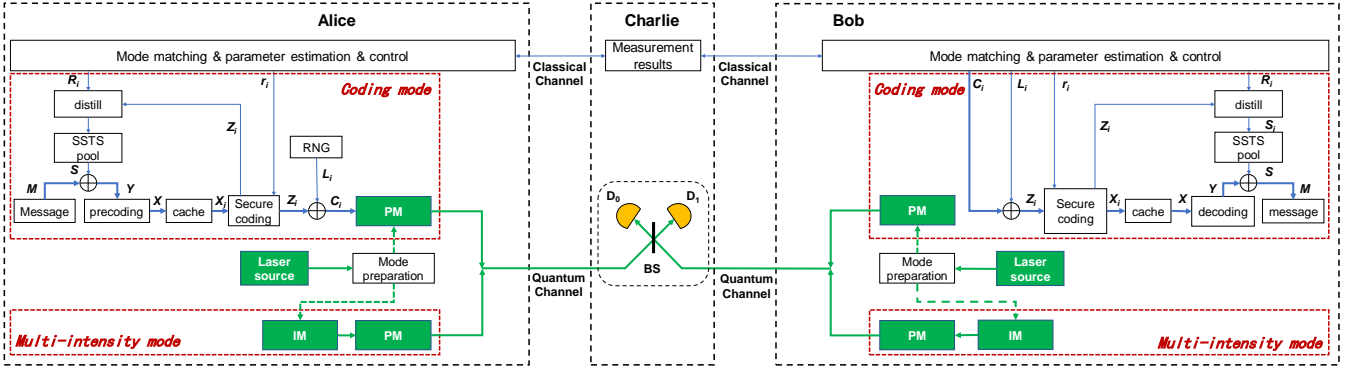 Alice
Charlie
Bob
Mode matching & parameter estimation & control
Classical
Channel
Measurement
results
Classical
Channel
Mode matching & parameter estimation & control
R_i
r_i
Coding mode
distill
Z_i
SSTS
pool
RNG
S
L_i
M
Y
X
X_i
Z_i
C_i
Message
precoding
cache
Secure
coding
PM
Laser
source
Mode
preparation
Quantum
Channel
D_0
D_1
BS
Quantum
Channel
Multi-intensity mode
IM
PM
Coding mode
C_i
L_i
r_i
R_i
distill
Z_i
S_i
SSTS
pool
S
Y
M
Z_i
X_i
X
PM
Secure
coding
cache
decoding
message
Mode
preparation
Laser
source
PM
IM
Multi-intensity mode